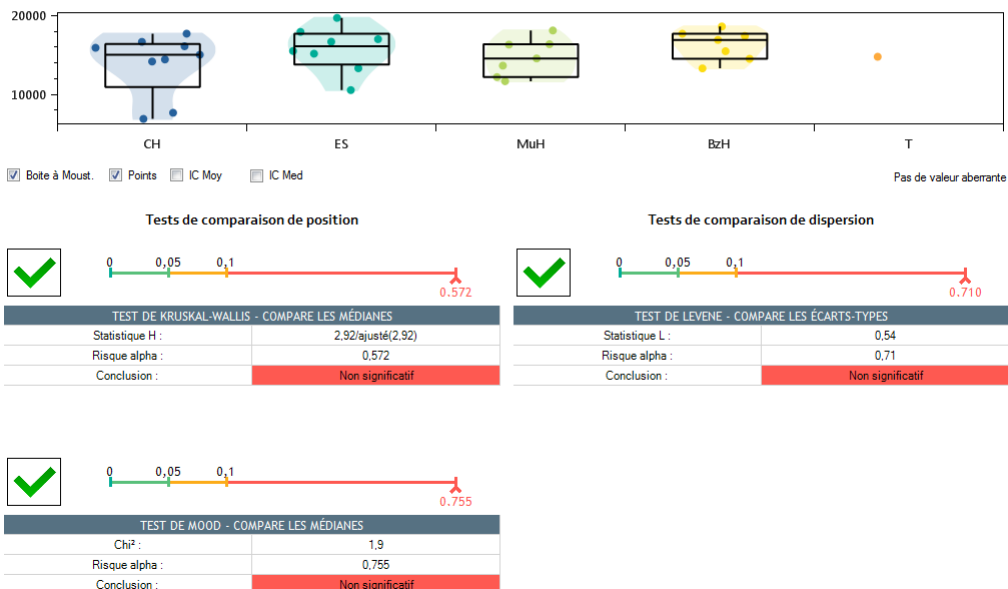 20000
10000
CH ES MuH BzH T
Boite à Moust. Points IC Moy IC Med Pas de valeur aberrante
Tests de comparaison de position Tests de comparaison de dispersion
0 0,05 0,1 0 0,05 0,1
0.572 0.710
TEST DE KRUSKAL-WALLIS - COMPARE LES MÉDIANES TEST DE LEVENE - COMPARE LES ÉCARTS-TYPES
Statistique H : 2,92/ajusté(2,92) Statistique L : 0,54
Risque alpha : 0,572 Risque alpha : 0,71
Conclusion : Non significatif Conclusion : Non significatif
0 0,05 0,1
0.755
TEST DE MOOD - COMPARE LES MÉDIANES
Chi² : 1,9
Risque alpha : 0,755
Conclusion : Non significatif